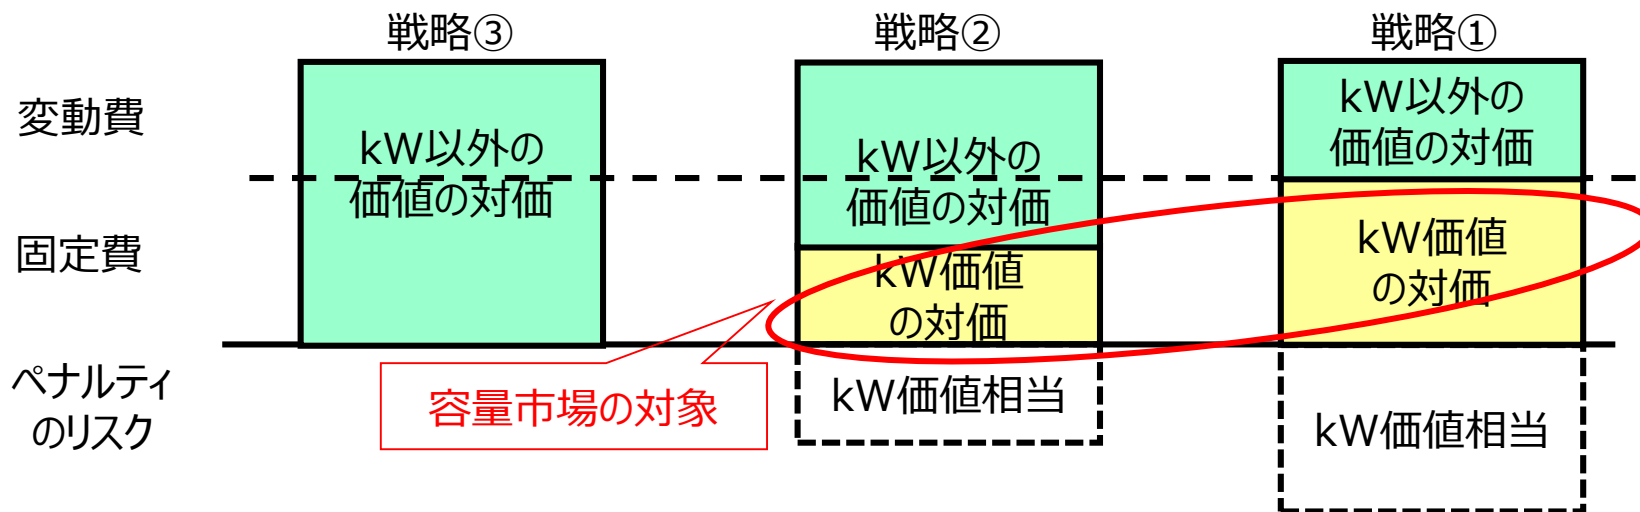 戦略③
戦略②
戦略①
変動費
固定費
ペナルティ
のリスク
kW以外の
価値の対価
kW以外の
価値の対価
kW価値
の対価
kW価値相当
kW以外の
価値の対価
kW価値
の対価
kW価値相当
容量市場の対象